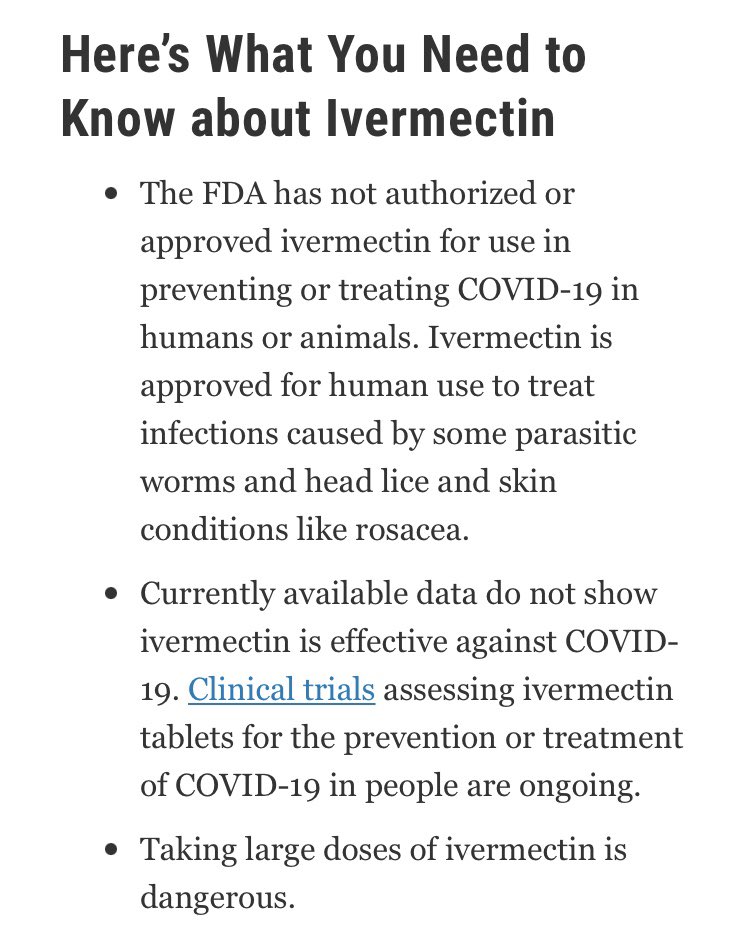 Here’s What You Need to
Know about Ivermectin
• The FDA has not authorized or
approved ivermectin for use in
preventing or treating COVID-19 in
humans or animals. Ivermectin is
approved for human use to treat
infections caused by some parasitic
worms and head lice and skin
conditions like rosacea.
• Currently available data do not show
ivermectin is effective against COVID-
19. Clinical trials assessing ivermectin
tablets for the prevention or treatment
of COVID-19 in people are ongoing.
• Taking large doses of ivermectin is
dangerous.